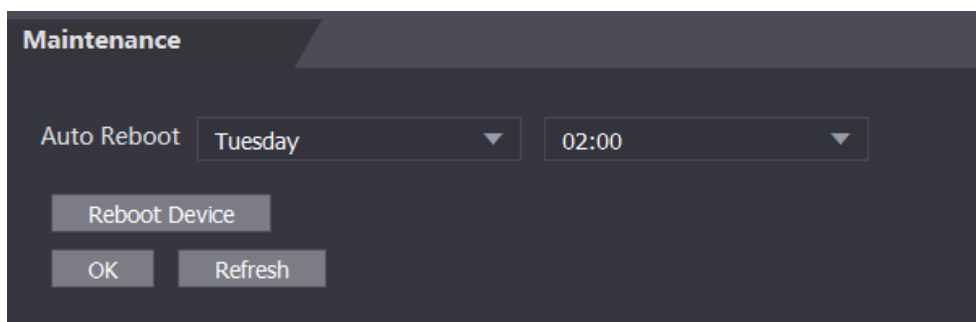 Maintenance
Auto Reboot Tuesday 02:00
Reboot Device
OK Refresh